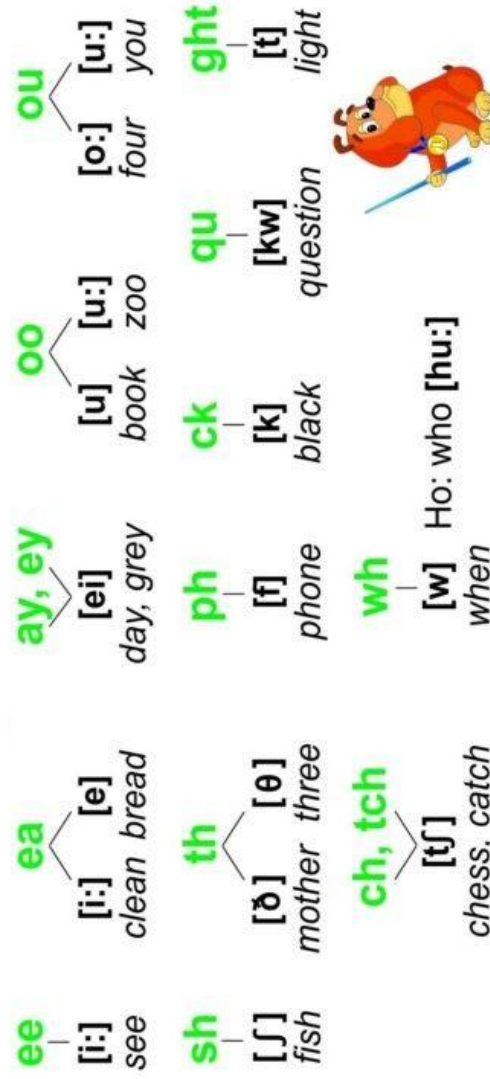 ee ea ay, ey oo ou
[i:] [i:] [e] [ei] [u] [u:] [o:] [u:]
see clean bread day, grey book zoo four you
sh th ph ck qu ght
[ʃ] [ð] [θ] [f] [k] [kw] [t]
fish mother three phone black question light
ch, tch wh
[tʃ] [w] Но: who [hu:]
chess, catch when